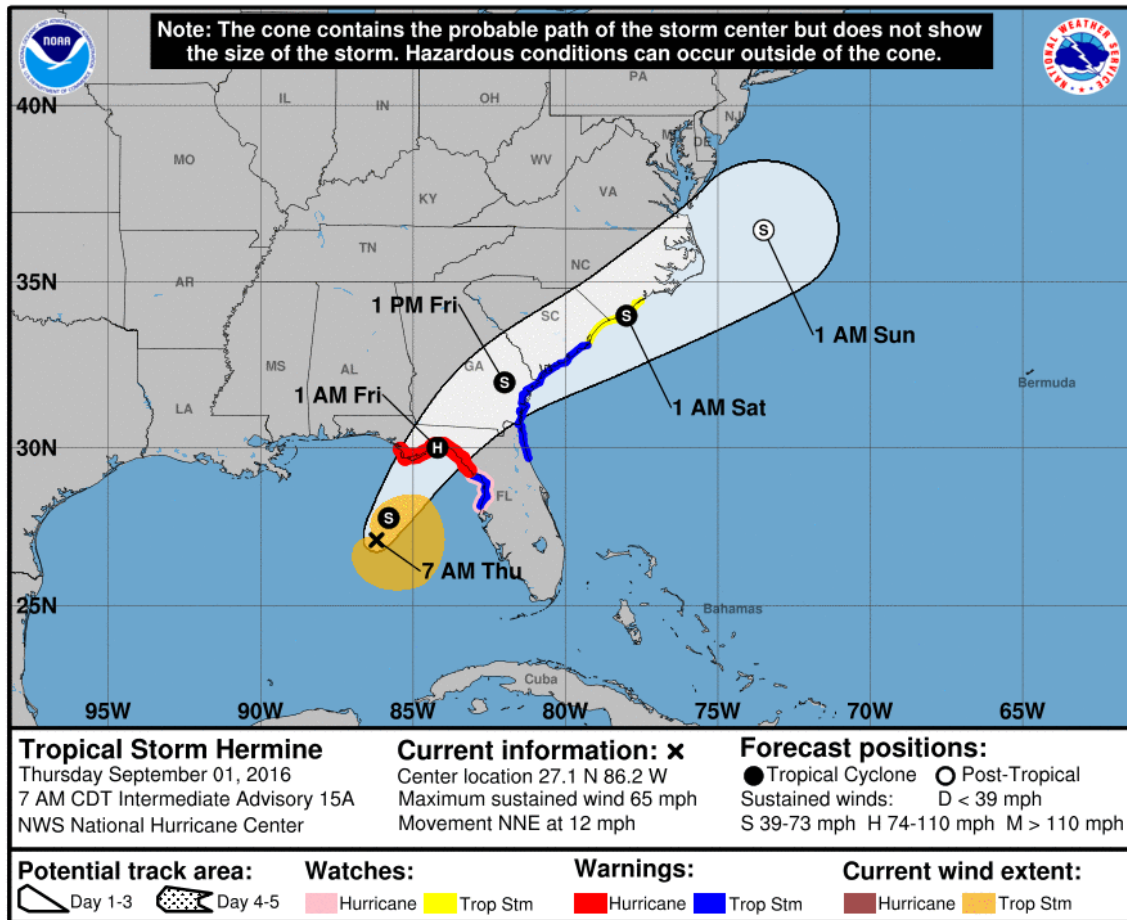 Note: The cone contains the probable path of the storm center but does not show
the size of the storm. Hazardous conditions can occur outside of the cone.
NOAA
NATIONAL WEATHER SERVICE
PA
40N
IL
IN
OH
NJ
DE
MO
WV
VA
KY
TN
NC
35N
AR
1 PM Fri
SC
1 AM Sun
MS
AL
GA
Bermuda
1 AM Fri
1 AM Sat
LA
30N
FL
7 AM Thu
25N
Bahamas
Cuba
95W
90W
85W
80W
75W
70W
65W
S
H
S
S
S
Tropical Storm Hermine
Thursday September 01, 2016
7 AM CDT Intermediate Advisory 15A
NWS National Hurricane Center
Current information: ×
Center location 27.1 N 86.2 W
Maximum sustained wind 65 mph
Movement NNE at 12 mph
Forecast positions:
Tropical Cyclone Post-Tropical
Sustained winds: D < 39 mph
S 39-73 mph H 74-110 mph M > 110 mph
Potential track area:
Day 1-3 Day 4-5
Watches:
Hurricane Trop Stm
Warnings:
Hurricane Trop Stm
Current wind extent:
Hurricane Trop Stm